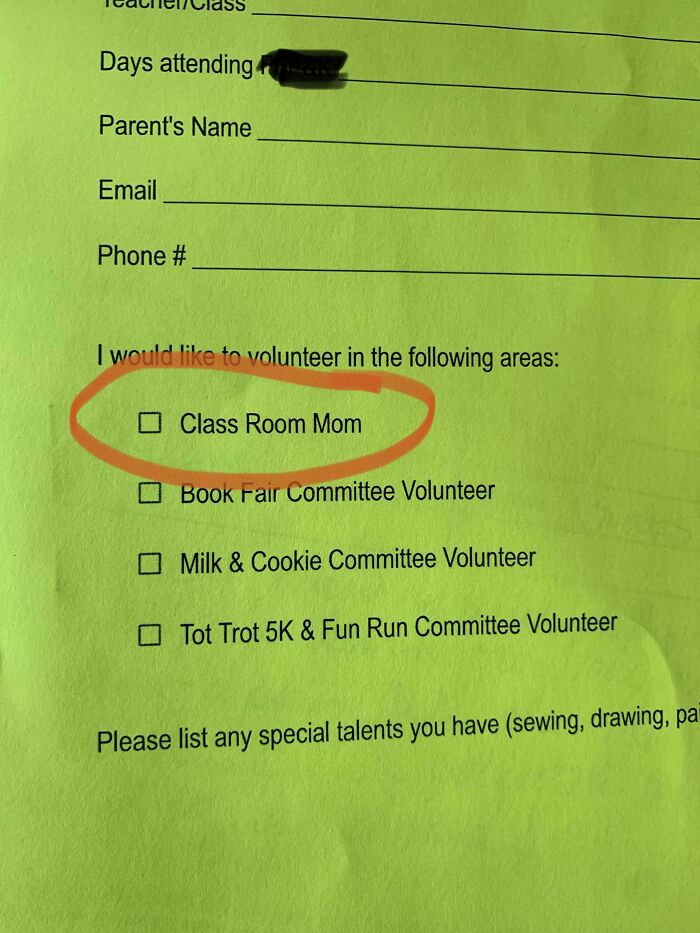 Teacher/Class
Days attending
Parent's Name
Email
Phone #
I would like to volunteer in the following areas:
Class Room Mom
Book Fair Committee Volunteer
Milk & Cookie Committee Volunteer
Tot Trot 5K & Fun Run Committee Volunteer
Please list any special talents you have (sewing, drawing, pai